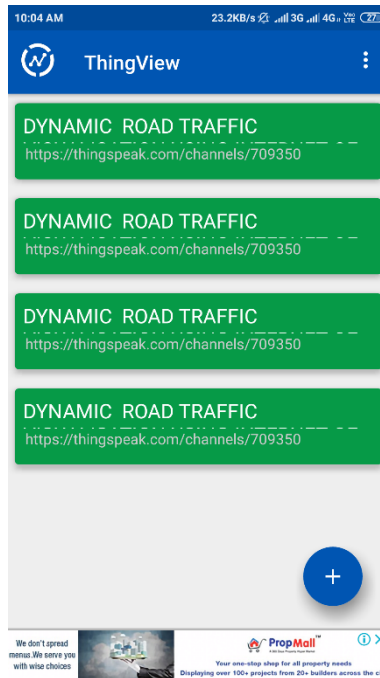 10:04 AM 23.2KB/s 3G 4G VoLTE 27
ThingView
DYNAMIC ROAD TRAFFIC
https://thingspeak.com/channels/709350
DYNAMIC ROAD TRAFFIC
https://thingspeak.com/channels/709350
DYNAMIC ROAD TRAFFIC
https://thingspeak.com/channels/709350
DYNAMIC ROAD TRAFFIC
https://thingspeak.com/channels/709350
+
We don't spread
menus.We serve you
with wise choices
PropMall™
Your one-stop shop for all property needs
Displaying over 100+ projects from 20+ builders across the c